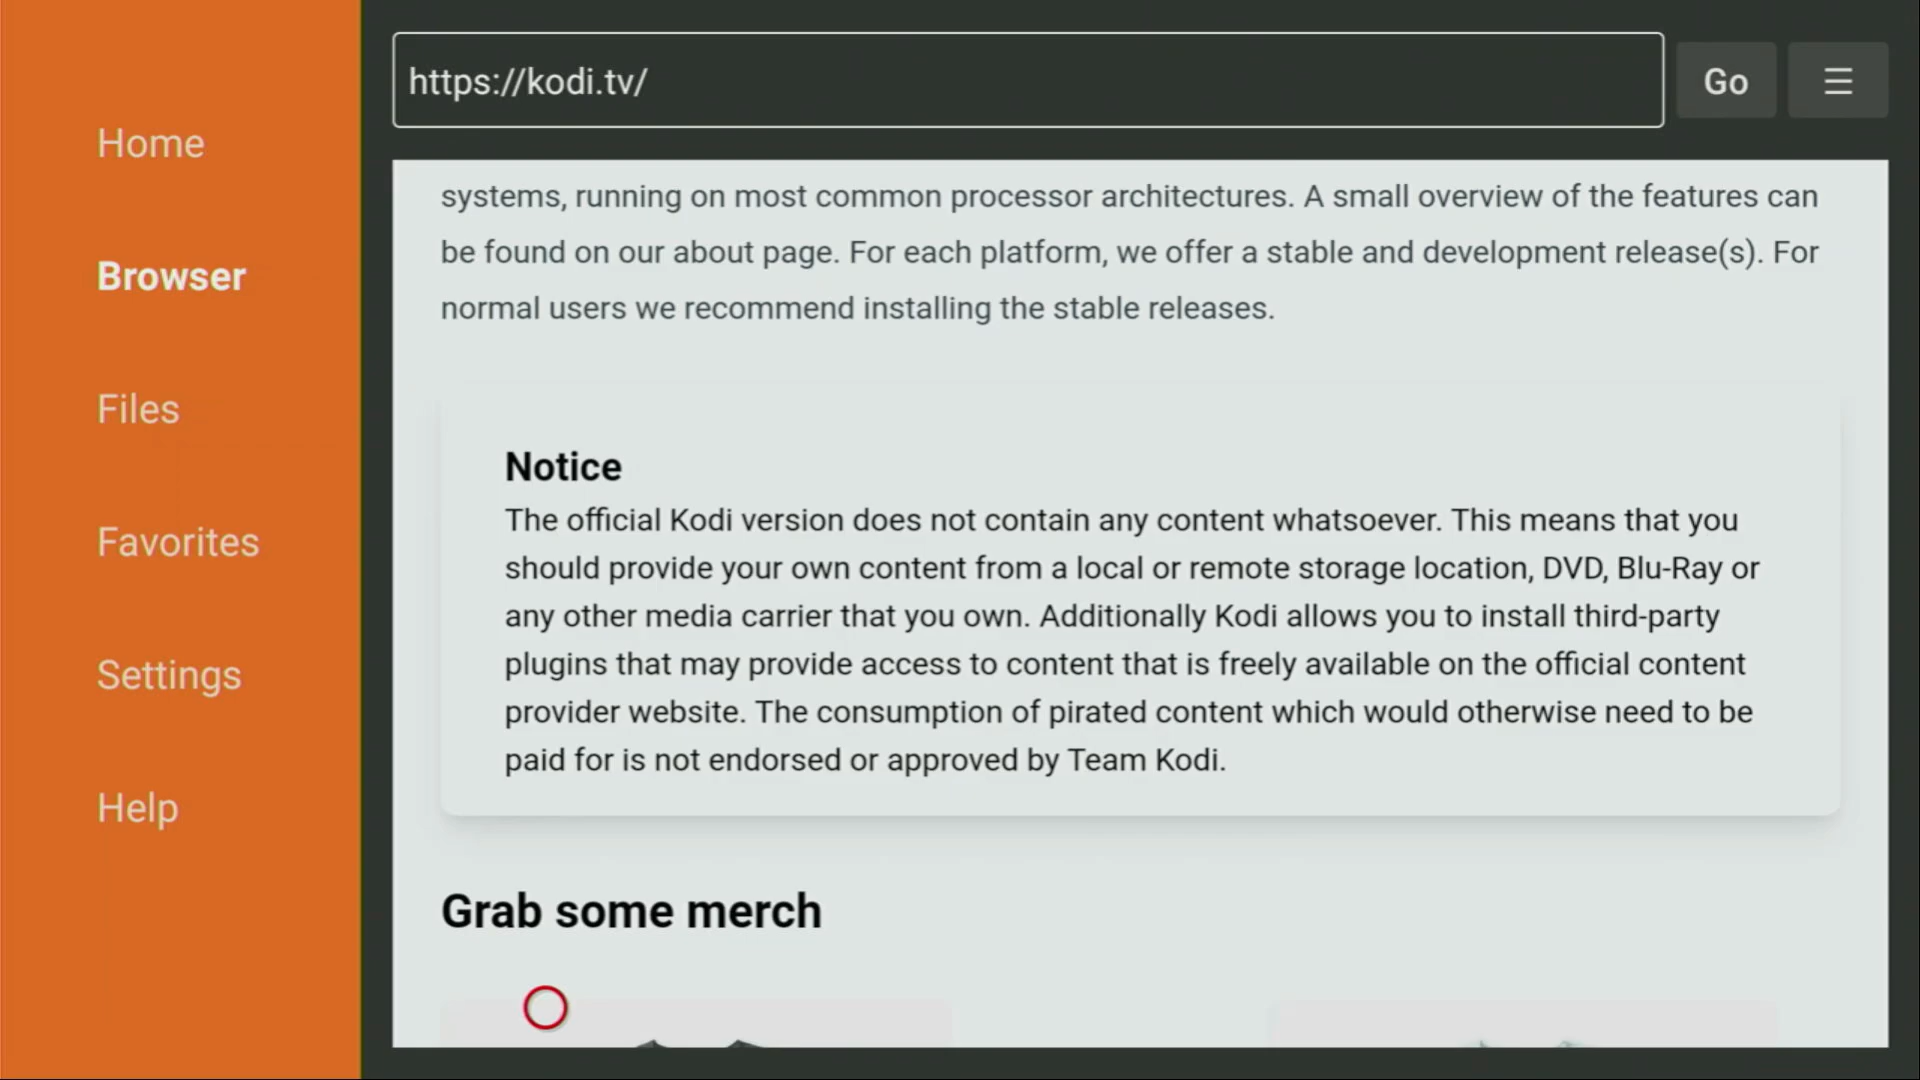 Home
Browser
Files
Favorites
Settings
Help
https://kodi.tv/
Go
systems, running on most common processor architectures. A small overview of the features can
be found on our about page. For each platform, we offer a stable and development release(s). For
normal users we recommend installing the stable releases.
Notice
The official Kodi version does not contain any content whatsoever. This means that you
should provide your own content from a local or remote storage location, DVD, Blu-Ray or
any other media carrier that you own. Additionally Kodi allows you to install third-party
plugins that may provide access to content that is freely available on the official content
provider website. The consumption of pirated content which would otherwise need to be
paid for is not endorsed or approved by Team Kodi.
Grab some merch